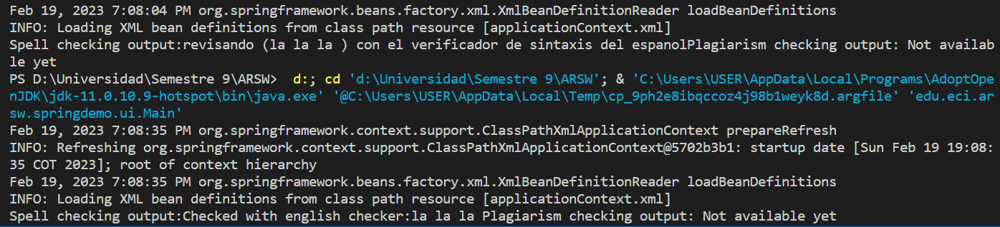 Feb 19, 2023 7:08:04 PM org.springframework.beans.factory.xml.XmlBeanDefinitionReader loadBeanDefinitions
INFO: Loading XML bean definitions from class path resource [applicationContext.xml]
Spell checking output:revisando (la la la ) con el verificador de sintaxis del espanolPlagiarism checking output: Not availab
le yet
PS D:\Universidad\Semestre 9\ARSW>  d:; cd 'd:\Universidad\Semestre 9\ARSW'; & 'C:\Users\USER\AppData\Local\Programs\AdoptOpe
nJDK\jdk-11.0.10.9-hotspot\bin\java.exe' '@C:\Users\USER\AppData\Local\Temp\cp_9ph2e8ibqccoz4j98b1weyk8d.argfile' 'edu.eci.ar
sw.springdemo.ui.Main'
Feb 19, 2023 7:08:35 PM org.springframework.context.support.ClassPathXmlApplicationContext prepareRefresh
INFO: Refreshing org.springframework.context.support.ClassPathXmlApplicationContext@5702b3b1: startup date [Sun Feb 19 19:08:
35 COT 2023]; root of context hierarchy
Feb 19, 2023 7:08:35 PM org.springframework.beans.factory.xml.XmlBeanDefinitionReader loadBeanDefinitions
INFO: Loading XML bean definitions from class path resource [applicationContext.xml]
Spell checking output:Checked with english checker:la la la Plagiarism checking output: Not available yet